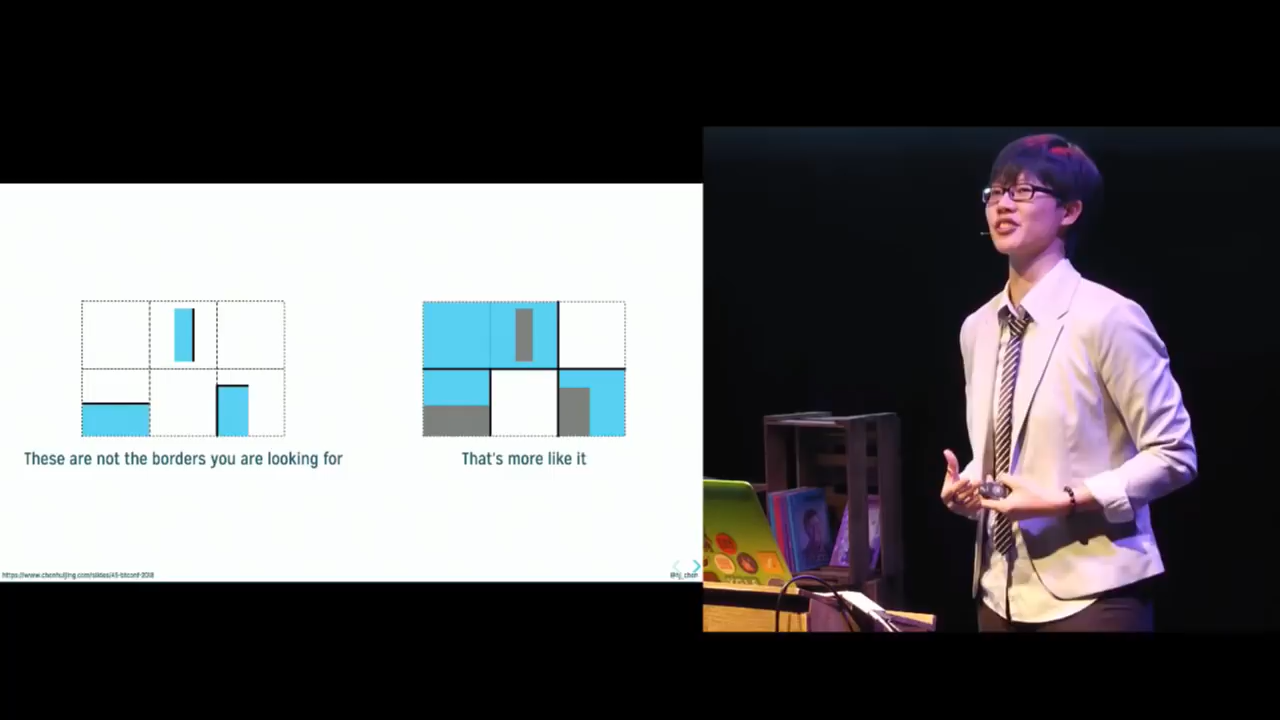 These are not the borders you are looking for
That's more like it
https://www.chenhuijing.com/slides/45-btconf-2018
@hj_chen